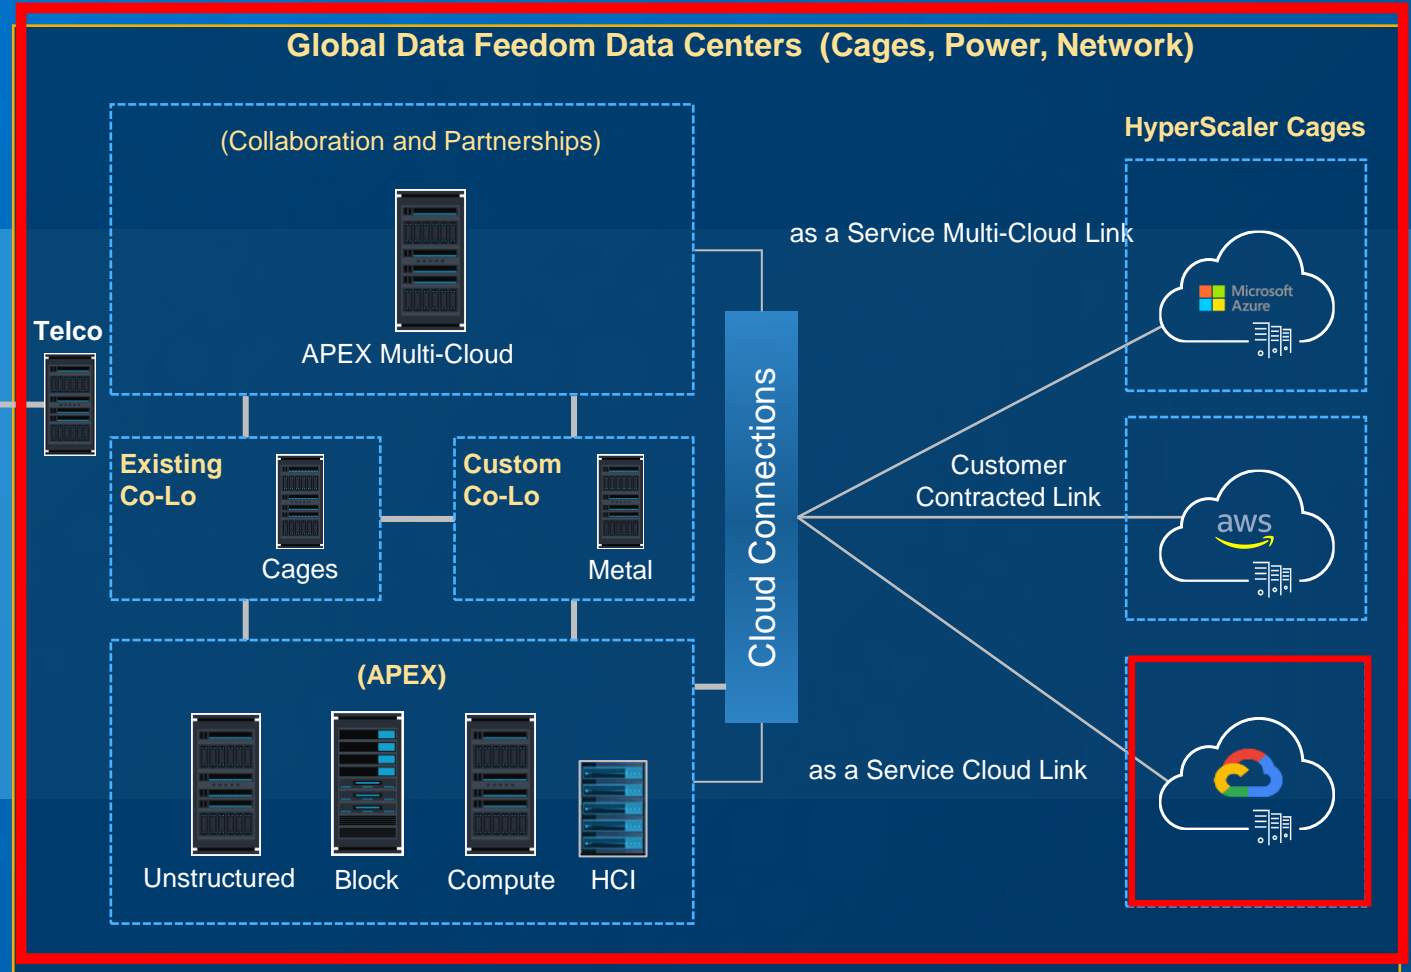 Global Data Feedom Data Centers  (Cages, Power, Network)
(Collaboration and Partnerships)
HyperScaler Cages
as a Service Multi-Cloud Link
Microsoft
Azure
Telco
APEX Multi-Cloud
Cloud Connections
Existing
Co-Lo
Cages
Custom
Co-Lo
Metal
Customer
Contracted Link
aws
(APEX)
as a Service Cloud Link
Unstructured
Block
Compute
HCI